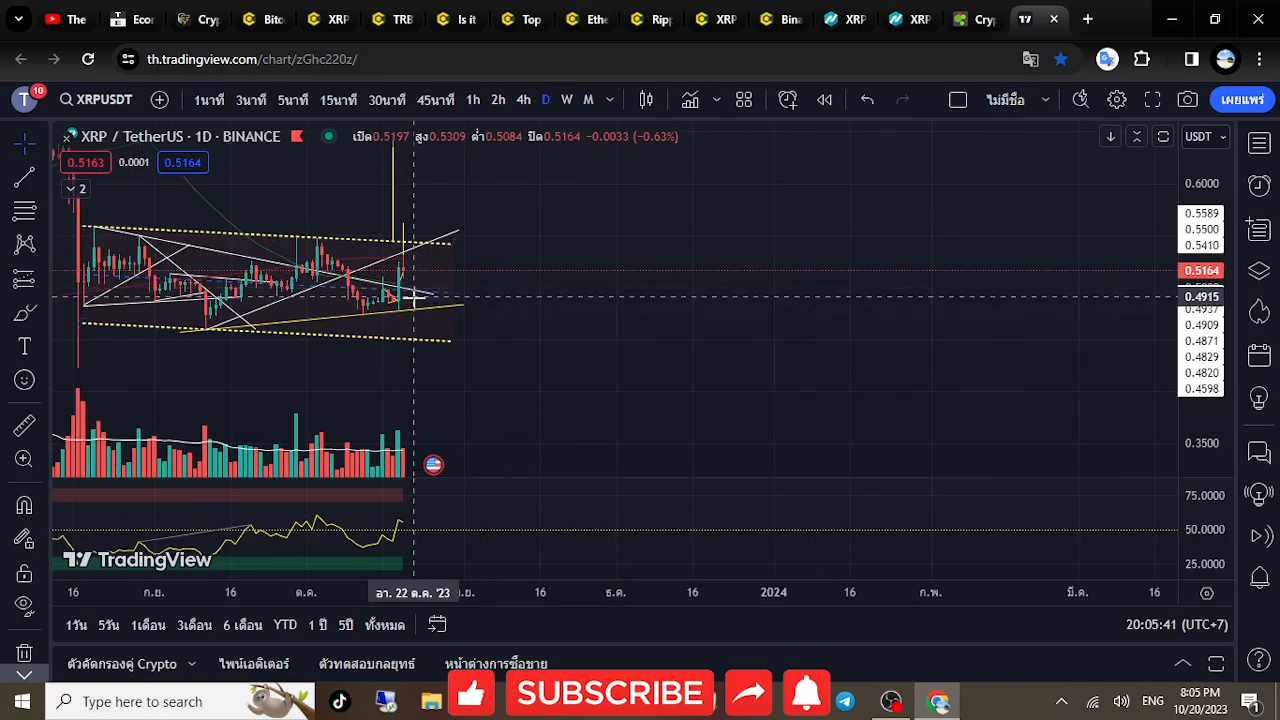 The
Econ
Cryp
Bitc
XRP
TRB
Is it
Top
Ethe
Ripp
XRP
Bina
XRP
XRP
Cryp
th.tradingview.com/chart/zGhc220z/
T
10
XRPUSDT
1นาที
3นาที
5นาที
15นาที
30นาที
45นาที
1h
2h
4h
D
W
M
ไม่มีชื่อ
เผยแพร่
XRP / TetherUS · 1D · BINANCE
เปิด0.5197 สูง0.5309 ต่ำ0.5084 ปิด0.5164 -0.0033 (-0.63%)
USDT
0.5163
0.0001
0.5164
2
0.6000
0.5589
0.5500
0.5410
0.5164
0.4915
0.4937
0.4909
0.4871
0.4829
0.4820
0.4598
0.3500
75.0000
50.0000
25.0000
TradingView
16
ก.ย.
16
ต.ค.
อา. 22 ต.ค. '23
16
ธ.ค.
16
2024
16
ก.พ.
มี.ค.
16
1วัน
5วัน
1เดือน
3เดือน
6 เดือน
YTD
1 ปี
5ปี
ทั้งหมด
20:05:41 (UTC+7)
ตัวคัดกรองคู่ Crypto
ไพน์เอดิเตอร์
ตัวทดสอบกลยุทธ์
หน้าต่างการซื้อขาย
SUBSCRIBE
Type here to search
ENG
8:05 PM
10/20/2023
1